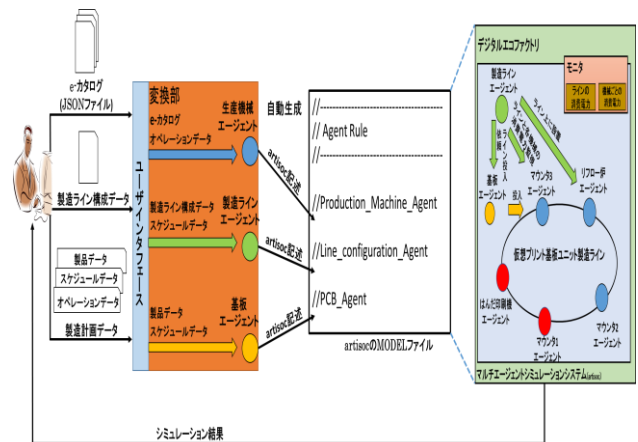 e-カタログ
(JSONファイル)
製造ライン構成データ
製品データ
スケジュールデータ
オペレーションデータ
製造計画データ
ユーザインタフェース
変換部
e-カタログ
オペレーションデータ
生産機械
エージェント
製造ライン構成データ
スケジュールデータ
製造ライン
エージェント
製品データ
スケジュールデータ
基板
エージェント
自動生成
artisoc記述
artisoc記述
artisoc記述
//------------------------
// Agent Rule
//------------------------
//Production_Machine_Agent
//Line_configuration_Agent
//PCB_Agent
artisocのMODELファイル
デジタルエコファクトリ
モニタ
ラインの
消費電力
機械ごとの
消費電力
製造ライン
エージェント
ライン上に設置
ライン投入
依頼
基板
エージェント
投入
マウンタ3
エージェント
リフロー炉
エージェント
仮想プリント基板ユニット製造ライン
はんだ印刷機
エージェント
マウンタ1
エージェント
マウンタ2
エージェント
マルチエージェントシミュレーションシステム(artisoc)
シミュレーション結果